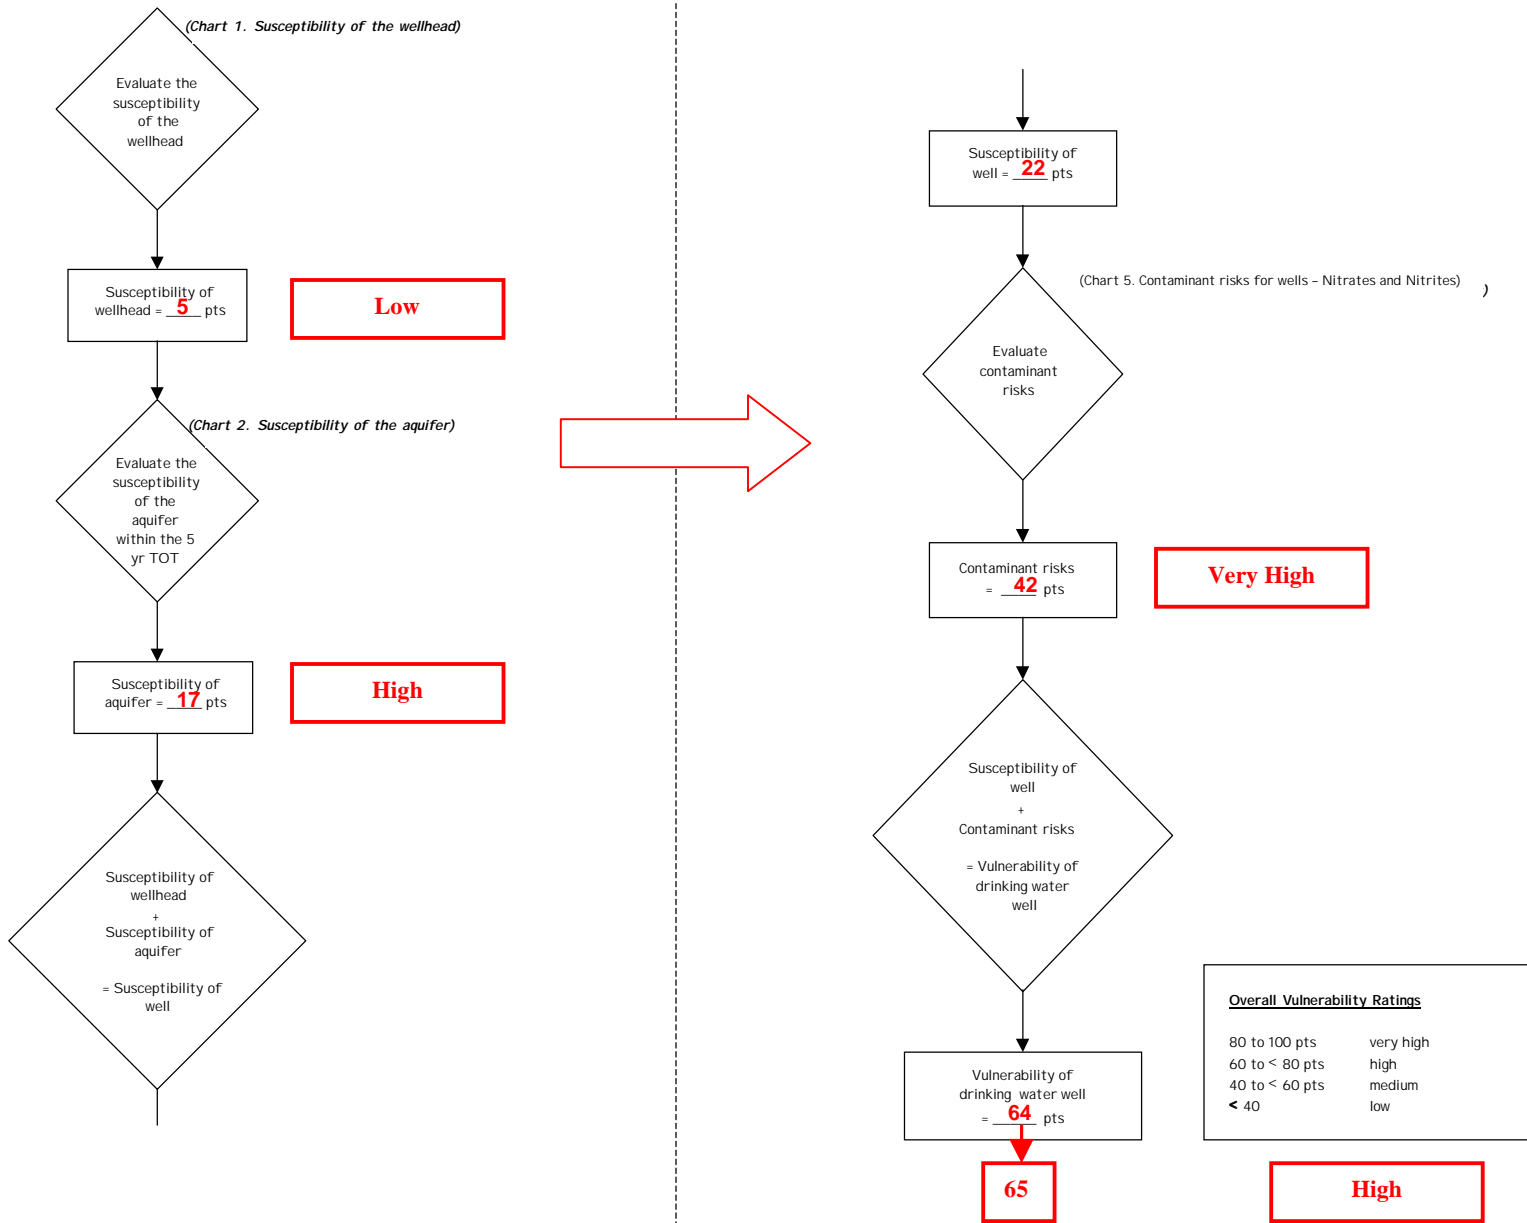 (Chart 1. Susceptibility of the wellhead)
Evaluate the
susceptibility
of the
wellhead
Susceptibility of
wellhead = 5 pts
Low
(Chart 2. Susceptibility of the aquifer)
Evaluate the
susceptibility
of the
aquifer
within the 5
yr TOT
Susceptibility of
aquifer = 17 pts
High
Susceptibility of
wellhead
+
Susceptibility of
aquifer
= Susceptibility of
well
Susceptibility of
well = 22 pts
(Chart 5. Contaminant risks for wells – Nitrates and Nitrites)
)
Evaluate
contaminant
risks
Contaminant risks
= 42 pts
Very High
Susceptibility of
well
+
Contaminant risks
= Vulnerability of
drinking water
well
Vulnerability of
drinking water well
= 64 pts
65
Overall Vulnerability Ratings
80 to 100 pts very high
60 to < 80 pts high
40 to < 60 pts medium
< 40 low
High